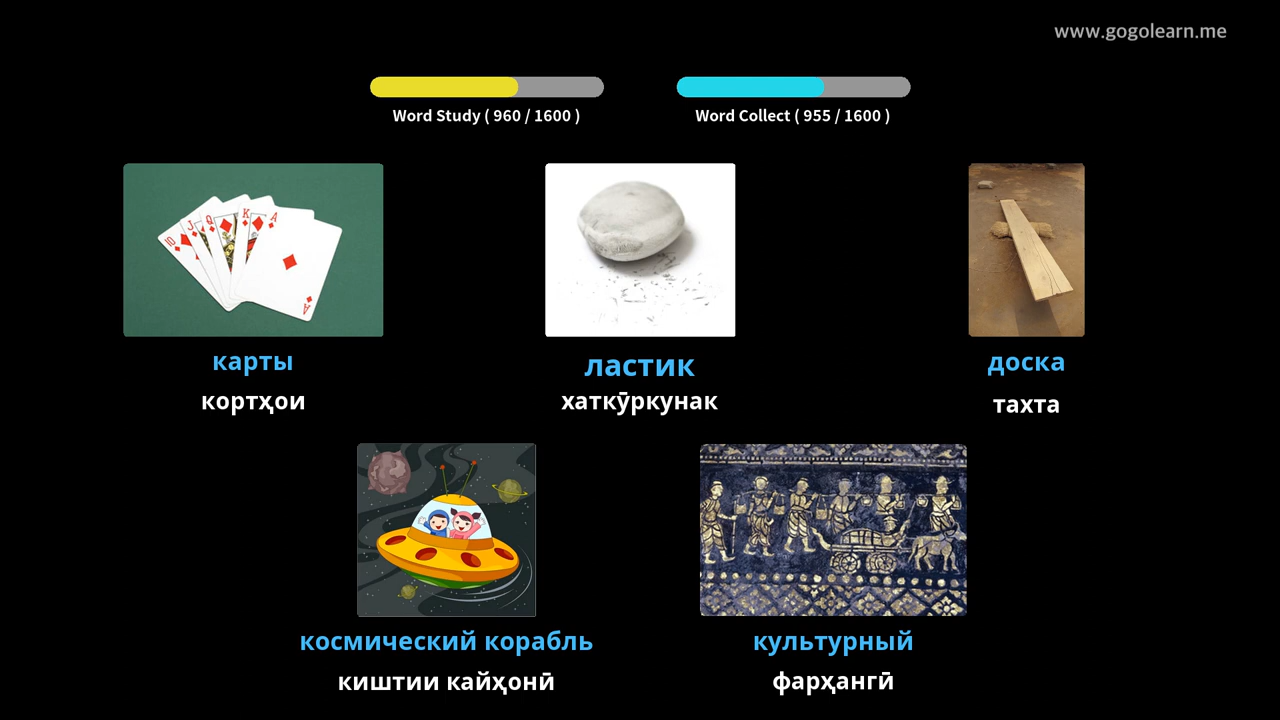 www.gogolearn.me
Word Study ( 960 / 1600 )
Word Collect ( 955 / 1600 )
10 J Q K A
A
карты
ластик
доска
кортҳои
хаткӯркунак
тахта
космический корабль
культурный
киштии кайҳонӣ
фарҳангӣ